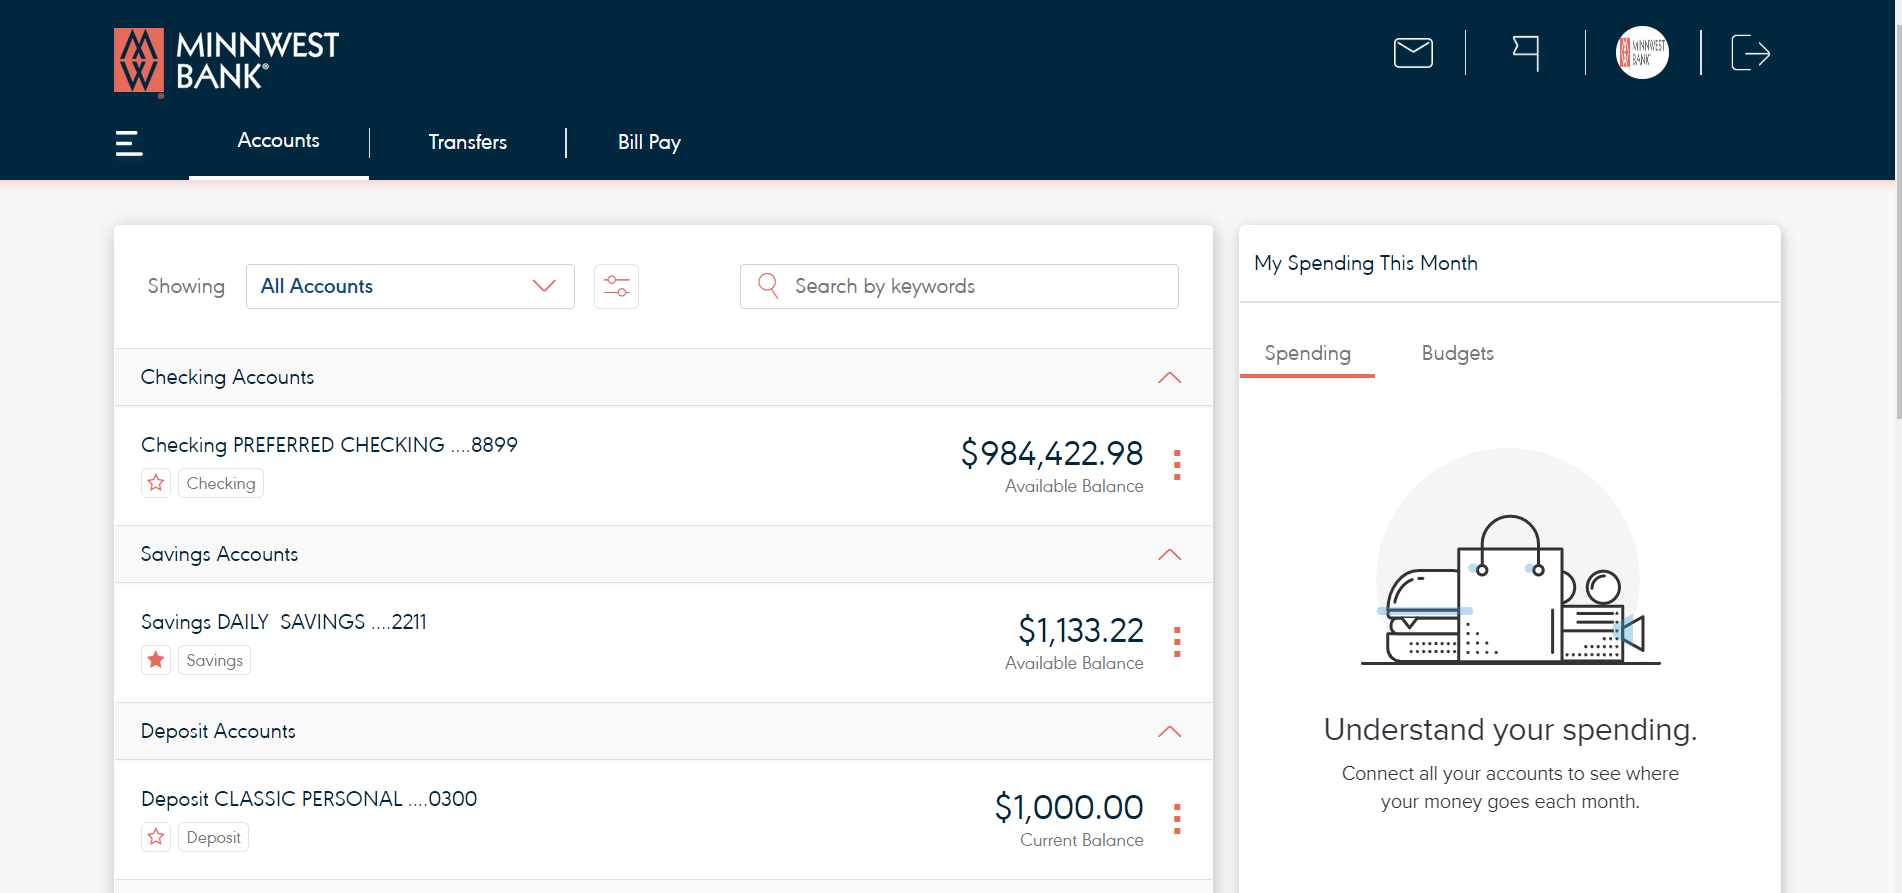 MINNWEST
BANK®
MINNWEST
BANK
Accounts
Transfers
Bill Pay
Showing
All Accounts
Search by keywords
Checking Accounts
Checking PREFERRED CHECKING ....8899
$984,422.98
Checking
Available Balance
Savings Accounts
Savings DAILY  SAVINGS ....2211
$1,133.22
Savings
Available Balance
Deposit Accounts
Deposit CLASSIC PERSONAL ....0300
$1,000.00
Deposit
Current Balance
My Spending This Month
Spending
Budgets
Understand your spending.
Connect all your accounts to see where
your money goes each month.